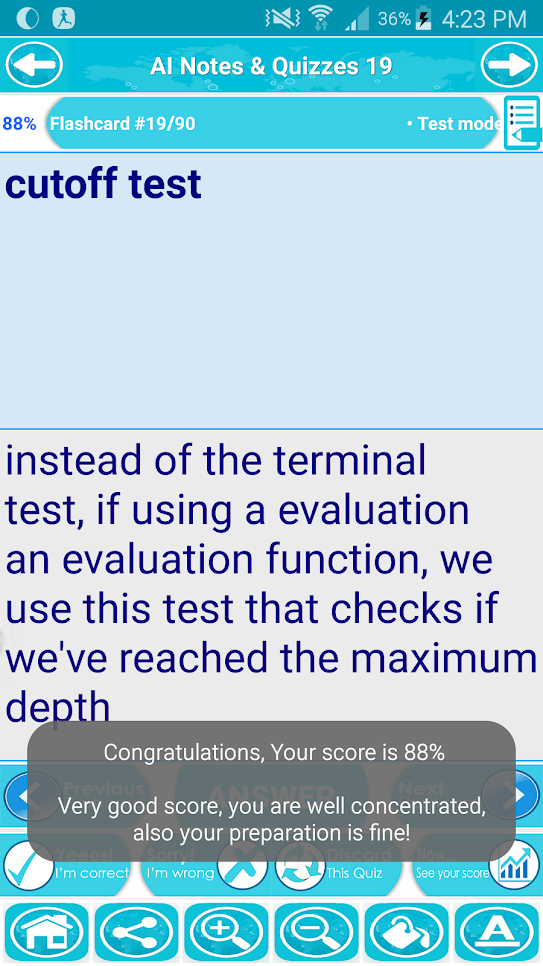 36% 4:23 PM
AI Notes & Quizzes 19
88% Flashcard #19/90 • Test mode
cutoff test
instead of the terminal
test, if using a evaluation
an evaluation function, we
use this test that checks if
we've reached the maximum
depth
Congratulations, Your score is 88%
Very good score, you are well concentrated,
also your preparation is fine!
Previous ANSWER Next
Yeees! Sorry! Discard Now
I'm correct I'm wrong This Quiz See your score
A